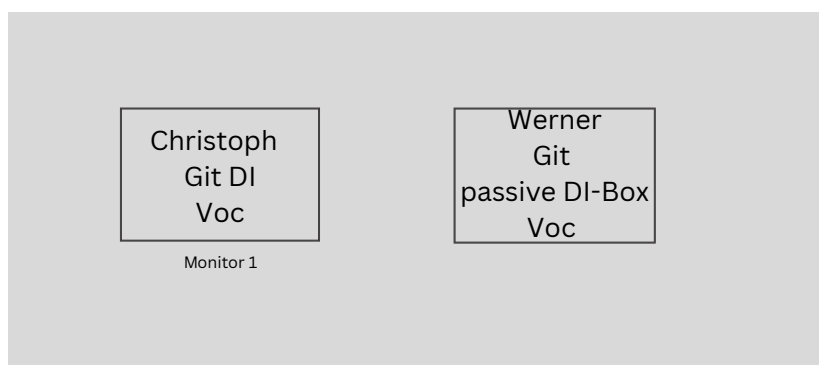 Christoph
Git DI
Voc
Monitor 1
Werner
Git
passive DI-Box
Voc